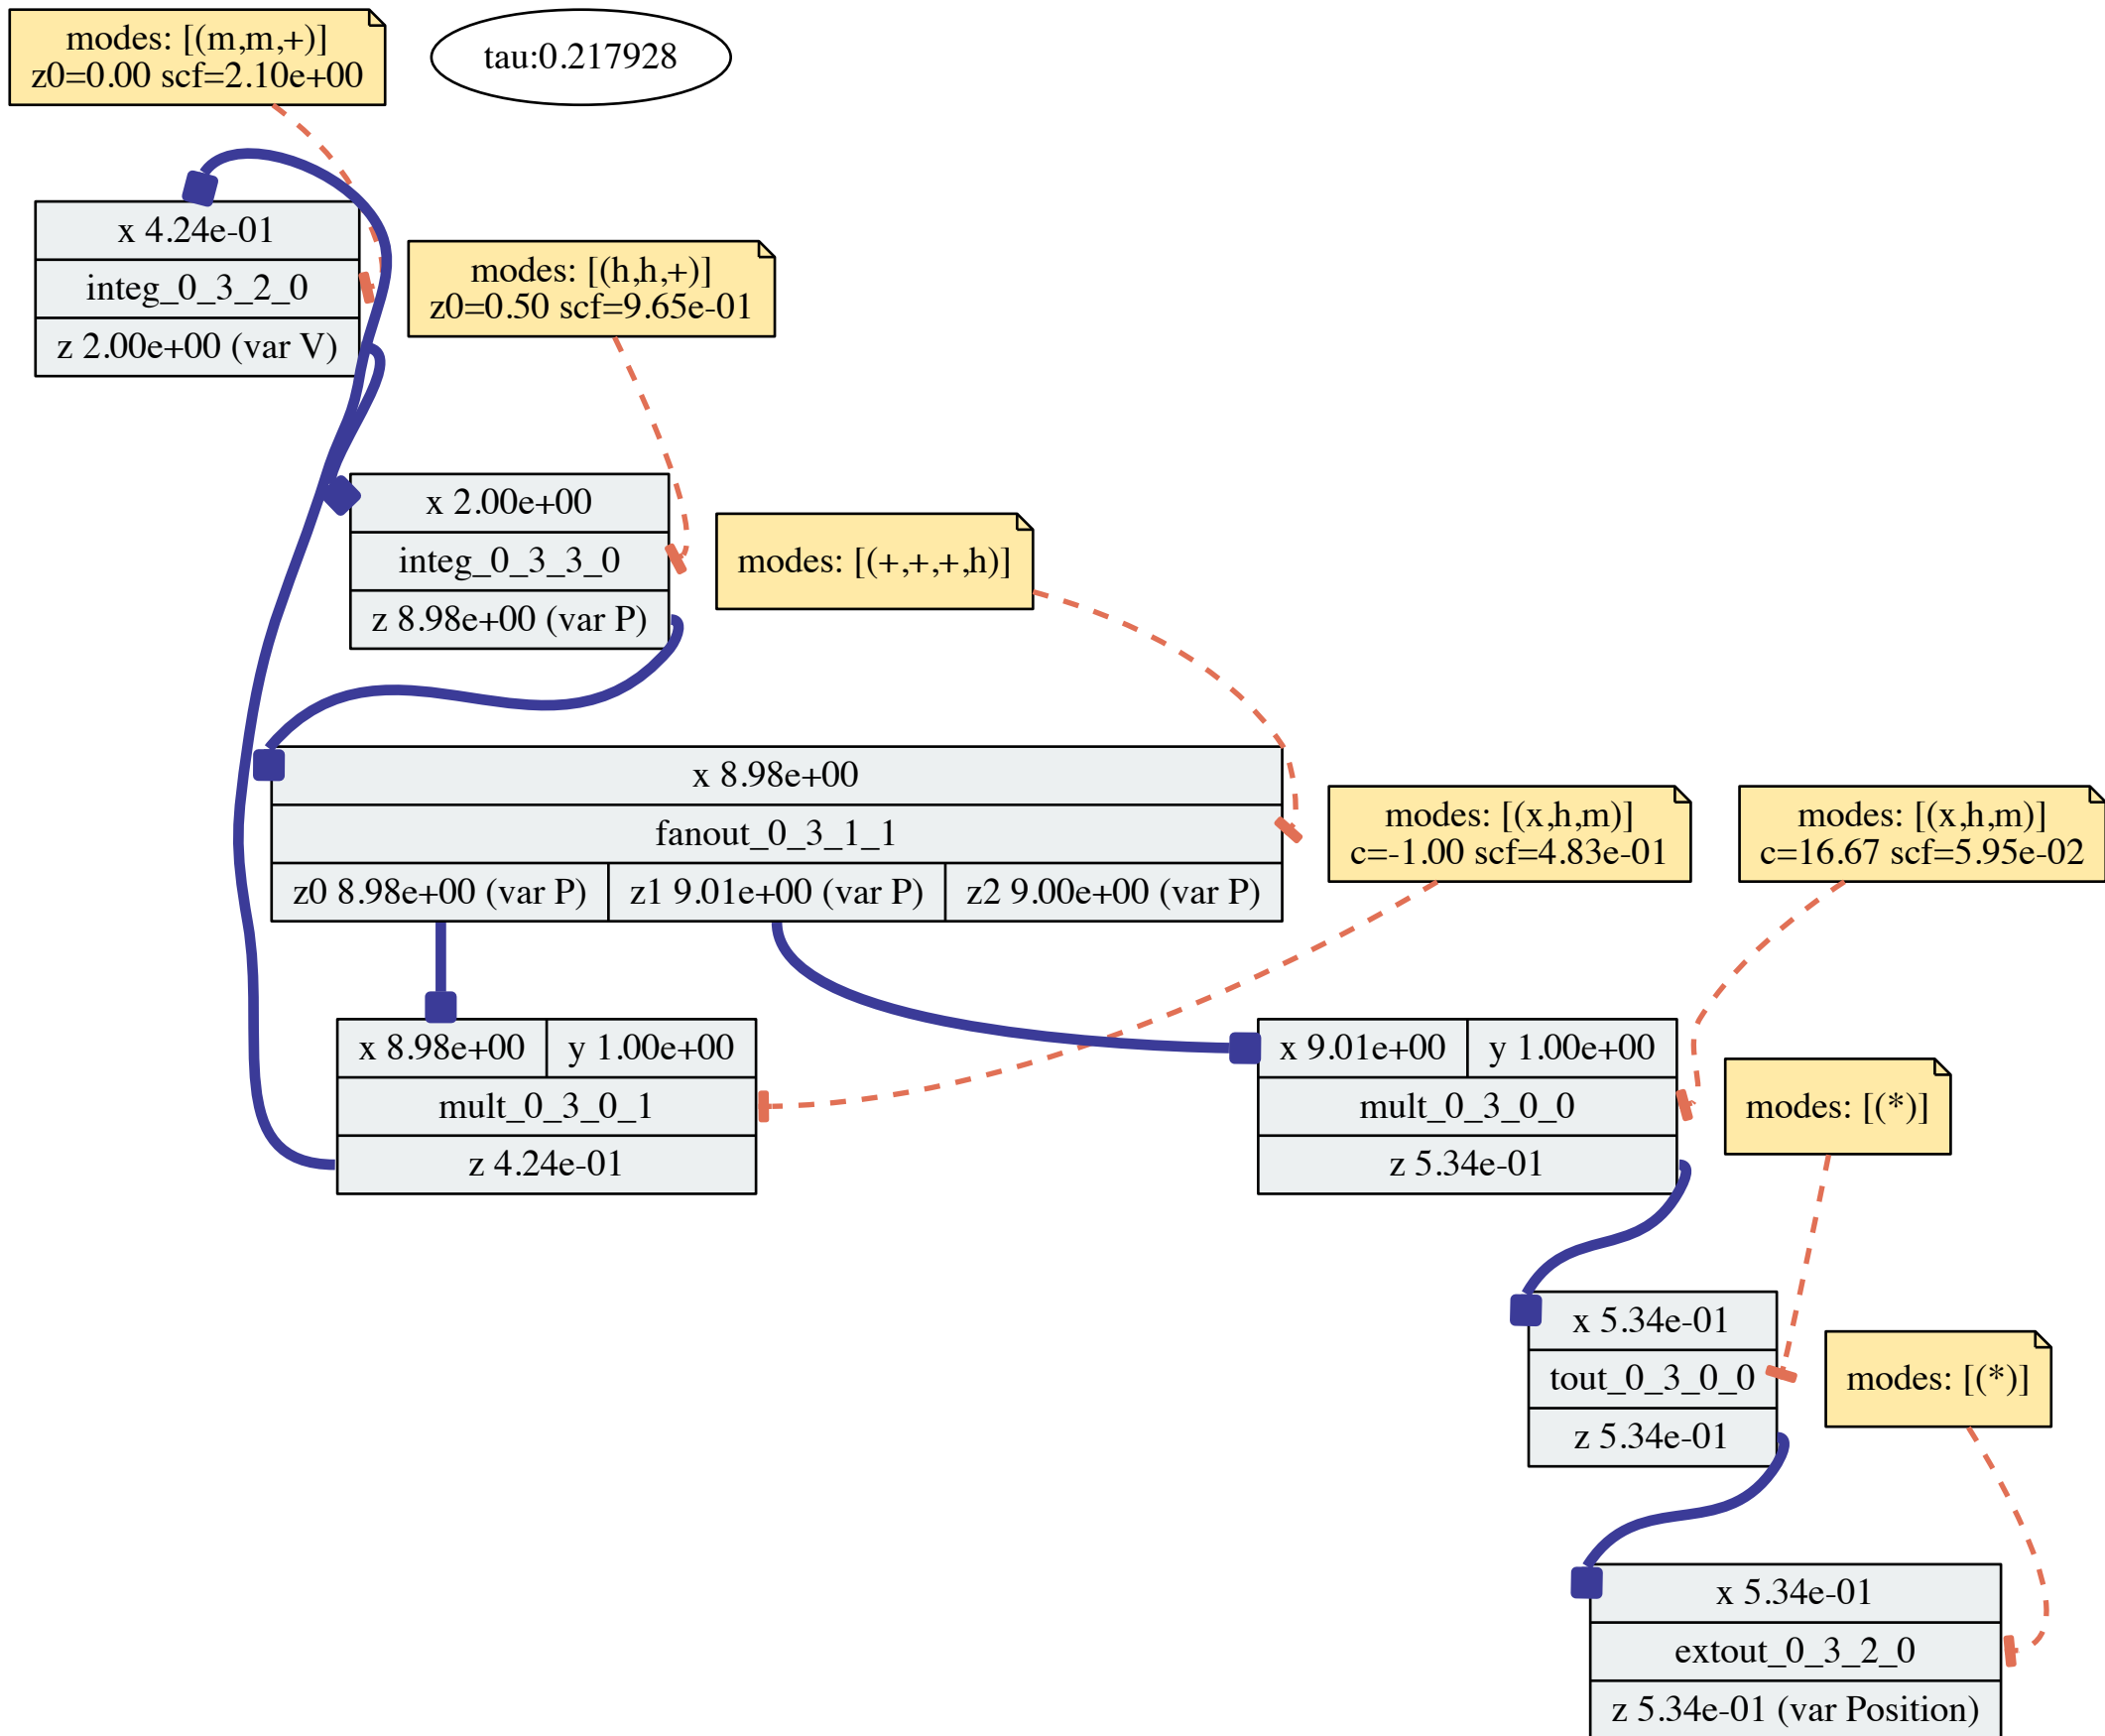 modes: [(m,m,+)]
z0=0.00 scf=2.10e+00
tau:0.217928
x 4.24e-01
integ_0_3_2_0
z 2.00e+00 (var V)
modes: [(h,h,+)]
z0=0.50 scf=9.65e-01
x 2.00e+00
integ_0_3_3_0
z 8.98e+00 (var P)
modes: [(+,+,+,h)]
x 8.98e+00
fanout_0_3_1_1
z0 8.98e+00 (var P)
z1 9.01e+00 (var P)
z2 9.00e+00 (var P)
modes: [(x,h,m)]
c=-1.00 scf=4.83e-01
modes: [(x,h,m)]
c=16.67 scf=5.95e-02
x 8.98e+00
y 1.00e+00
mult_0_3_0_1
z 4.24e-01
x 9.01e+00
y 1.00e+00
mult_0_3_0_0
z 5.34e-01
modes: [(*)]
x 5.34e-01
tout_0_3_0_0
z 5.34e-01
modes: [(*)]
x 5.34e-01
extout_0_3_2_0
z 5.34e-01 (var Position)